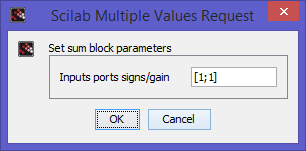 Scilab Multiple Values Request
Set sum block parameters
Inputs ports signs/gain [1;1]
OK Cancel